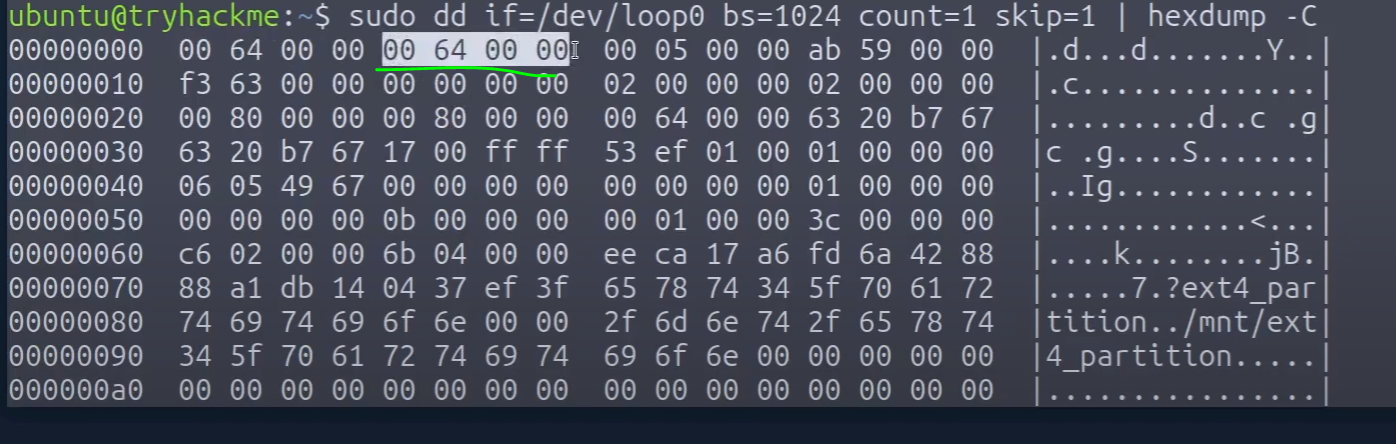 ubuntu@tryhackme:~$ sudo dd if=/dev/loop0 bs=1024 count=1 skip=1 | hexdump -C
00000000  00 64 00 00 00 64 00 00  00 05 00 00 ab 59 00 00  |.d...d.......Y..|
00000010  f3 63 00 00 00 00 00 00  02 00 00 00 02 00 00 00  |.c..............|
00000020  00 80 00 00 00 80 00 00  00 64 00 00 63 20 b7 67  |.........d..c .g|
00000030  63 20 b7 67 17 00 ff ff  53 ef 01 00 01 00 00 00  |c .g....S.......|
00000040  06 05 49 67 00 00 00 00  00 00 00 00 01 00 00 00  |..Ig............|
00000050  00 00 00 00 0b 00 00 00  00 01 00 00 3c 00 00 00  |............<...|
00000060  c6 02 00 00 6b 04 00 00  ee ca 17 a6 fd 6a 42 88  |....k........jB.|
00000070  88 a1 db 14 04 37 ef 3f  65 78 74 34 5f 70 61 72  |.....7.?ext4_par|
00000080  74 69 74 69 6f 6e 00 00  2f 6d 6e 74 2f 65 78 74  |tition../mnt/ext|
00000090  34 5f 70 61 72 74 69 74  69 6f 6e 00 00 00 00 00  |4_partition.....|
000000a0  00 00 00 00 00 00 00 00  00 00 00 00 00 00 00 00  |................|